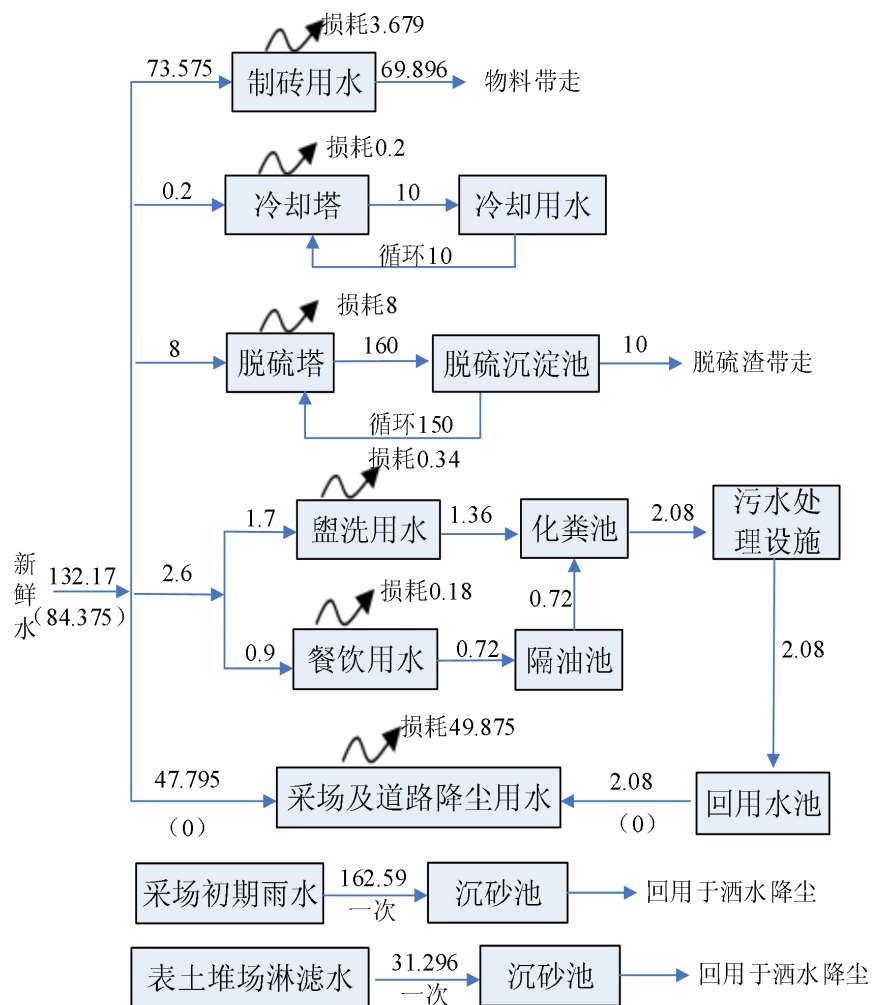 损耗3.679
73.575
制砖用水
69.896
物料带走
损耗0.2
0.2
冷却塔
10
冷却用水
循环10
损耗8
8
脱硫塔
160
脱硫沉淀池
10
脱硫渣带走
循环150
损耗0.34
1.7
盥洗用水
1.36
化粪池
2.08
污水处
理设施
新鲜水
132.17
(84.375)
2.6
损耗0.18
0.72
0.9
餐饮用水
0.72
隔油池
2.08
损耗49.875
47.795
(0)
采场及道路降尘用水
2.08
(0)
回用水池
采场初期雨水
162.59
一次
沉砂池
回用于洒水降尘
表土堆场淋滤水
31.296
一次
沉砂池
回用于洒水降尘